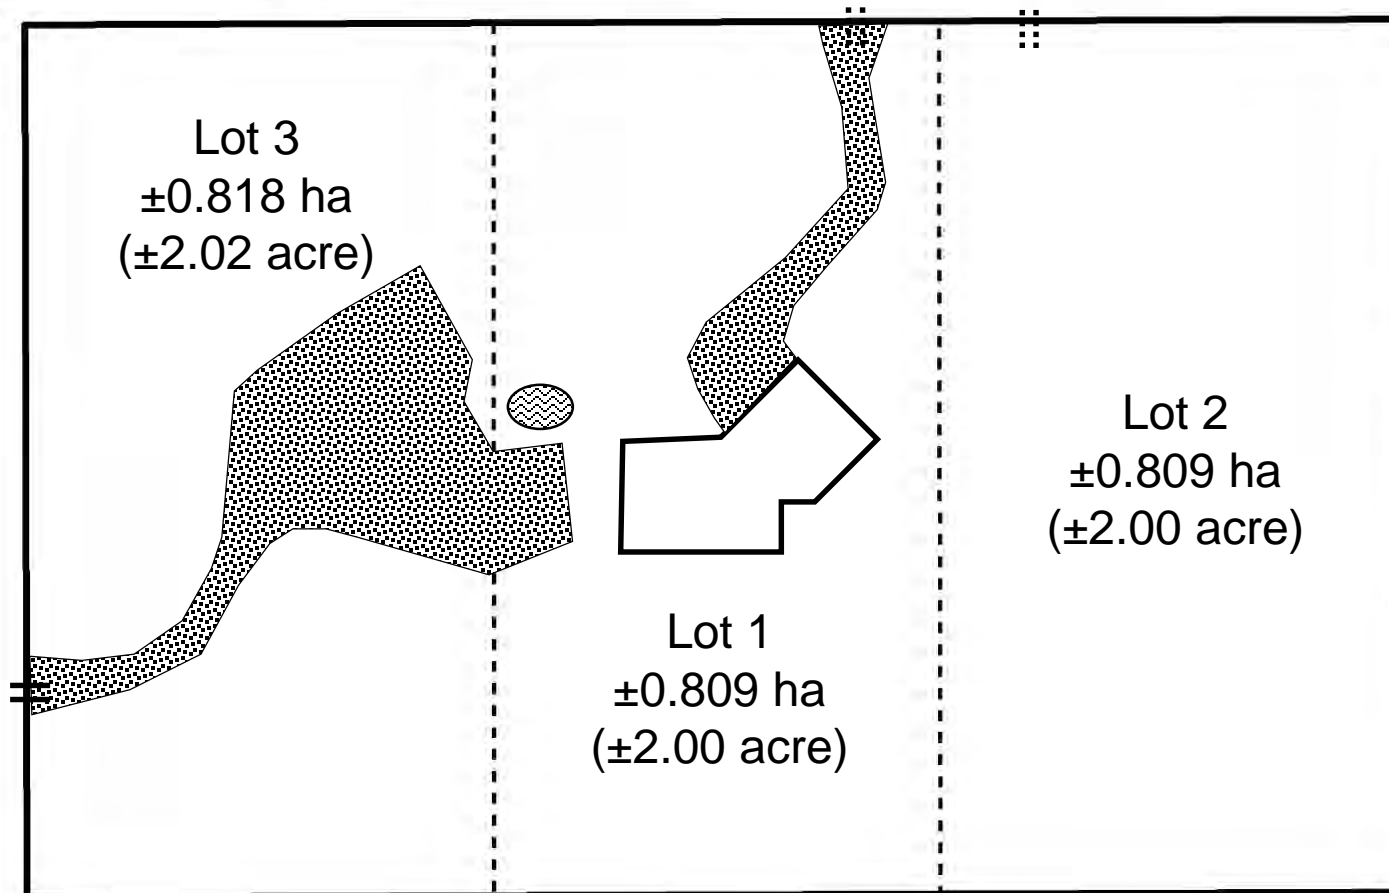 Lot 3
±0.818 ha
(±2.02 acre)
Lot 2
±0.809 ha
(±2.00 acre)
Lot 1
±0.809 ha
(±2.00 acre)